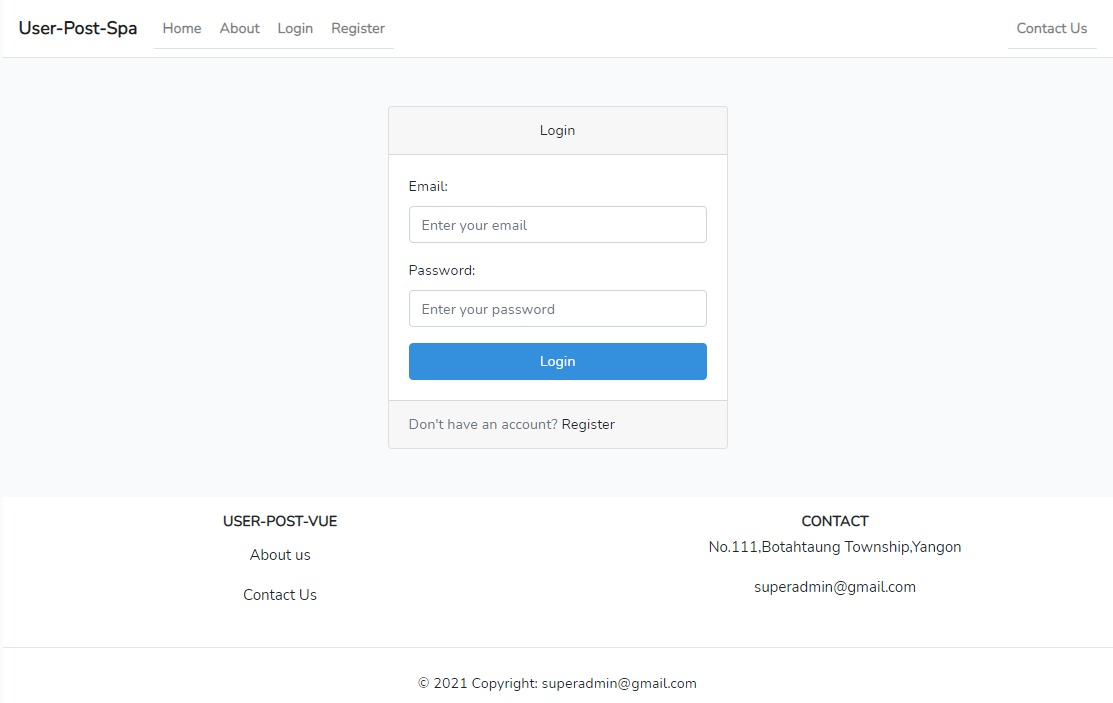 User-Post-Spa Home About Login Register Contact Us
Login
Email:
Enter your email
Password:
Enter your password
Login
Don't have an account? Register
USER-POST-VUE
About us
Contact Us
CONTACT
No.111,Botahtaung Township,Yangon
superadmin@gmail.com
© 2021 Copyright: superadmin@gmail.com